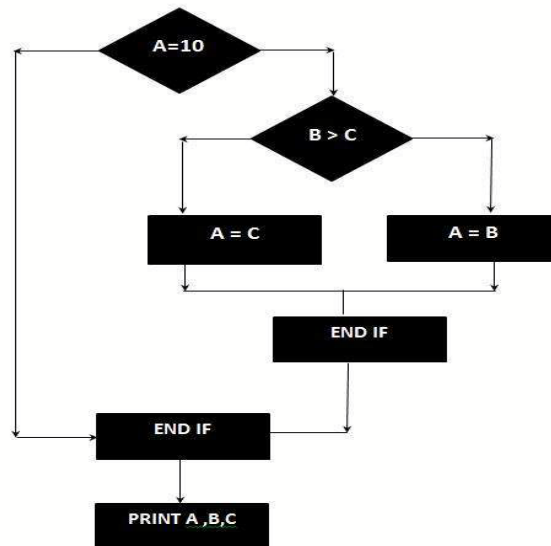 A=10
B > C
A = C
A = B
END IF
END IF
PRINT A ,B,C